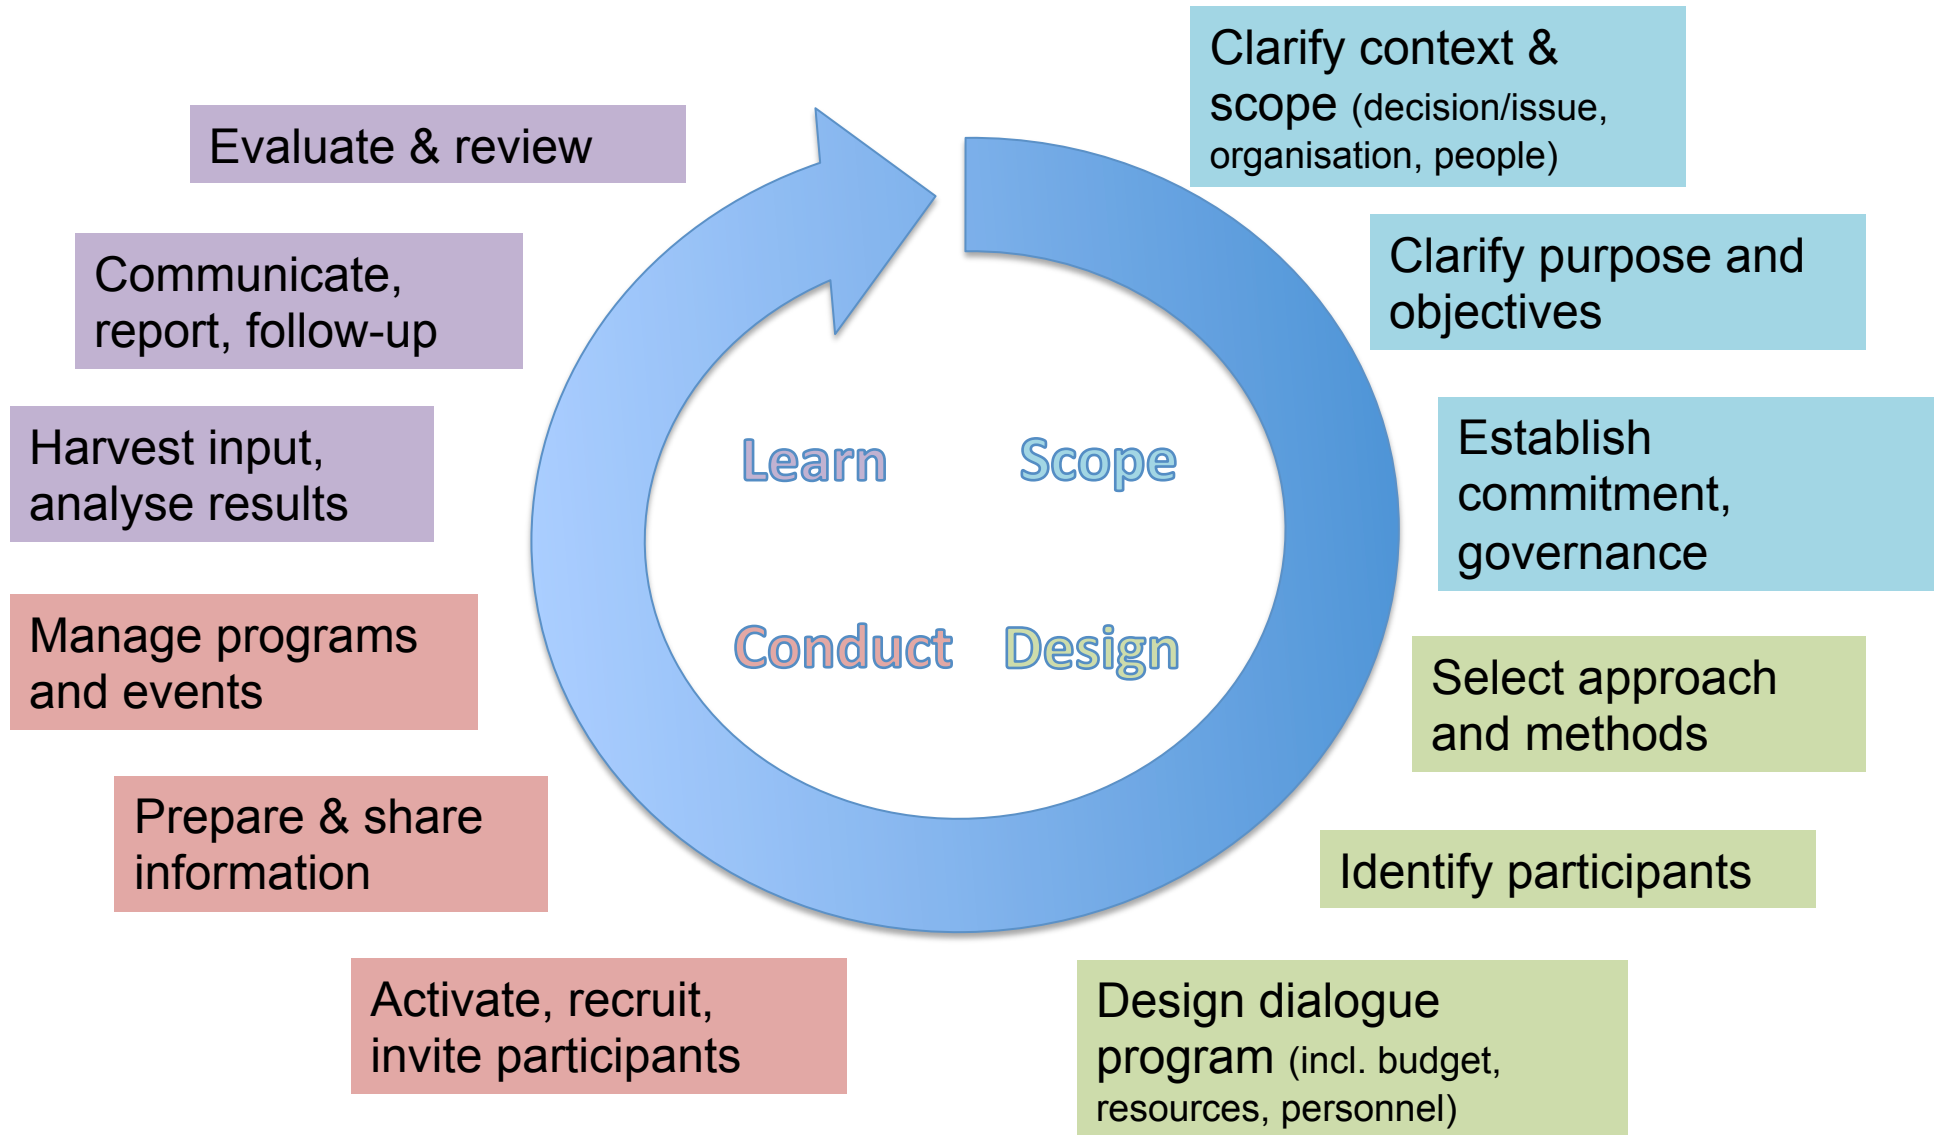 Clarify context &
scope (decision/issue,
organisation, people)
Clarify purpose and
objectives
Establish
commitment,
governance
Select approach
and methods
Identify participants
Design dialogue
program (incl. budget,
resources, personnel)
Activate, recruit,
invite participants
Prepare & share
information
Manage programs
and events
Harvest input,
analyse results
Communicate,
report, follow-up
Evaluate & review
Learn
Scope
Conduct
Design